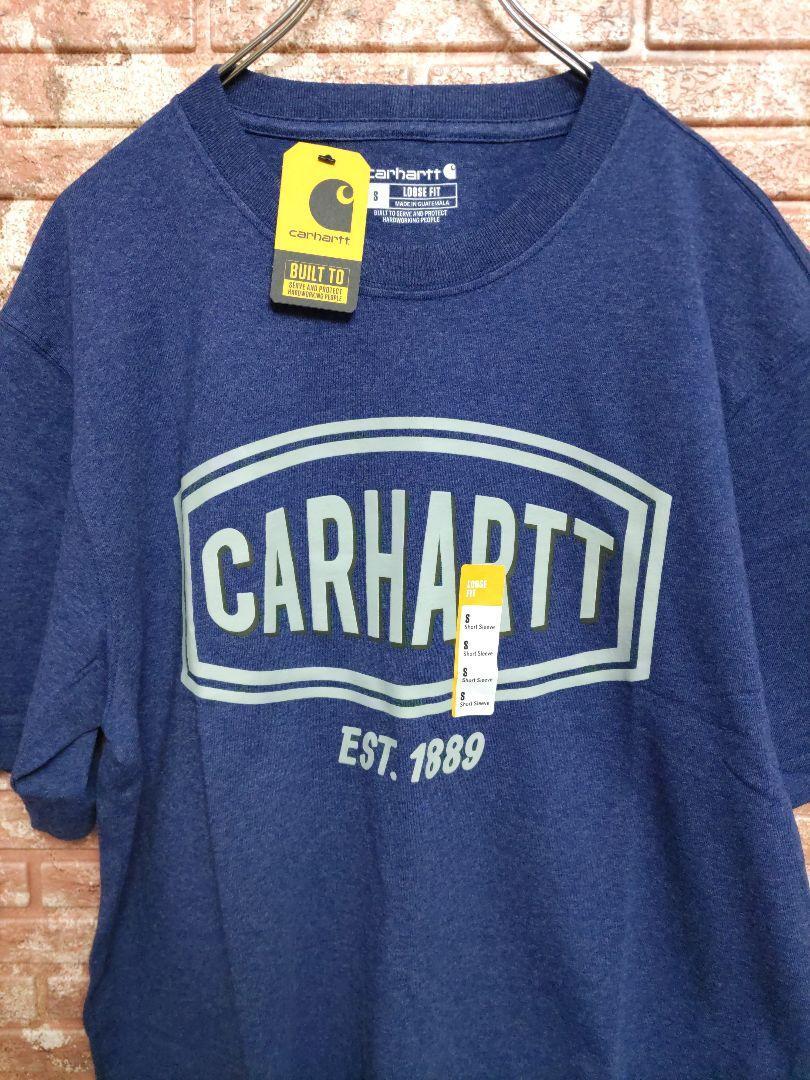 carhartt
S LOOSE FIT
MADE IN GUATEMALA
BUILT TO SERVE AND PROTECT
HARDWORKING PEOPLE
carhartt
BUILT TO
SERVE AND PROTECT
HARDWORKING PEOPLE
CARHARTT
LOOSE
FIT
S
Short Sleeve
S
Short Sleeve
S
Short Sleeve
S
Short Sleeve
EST. 1889